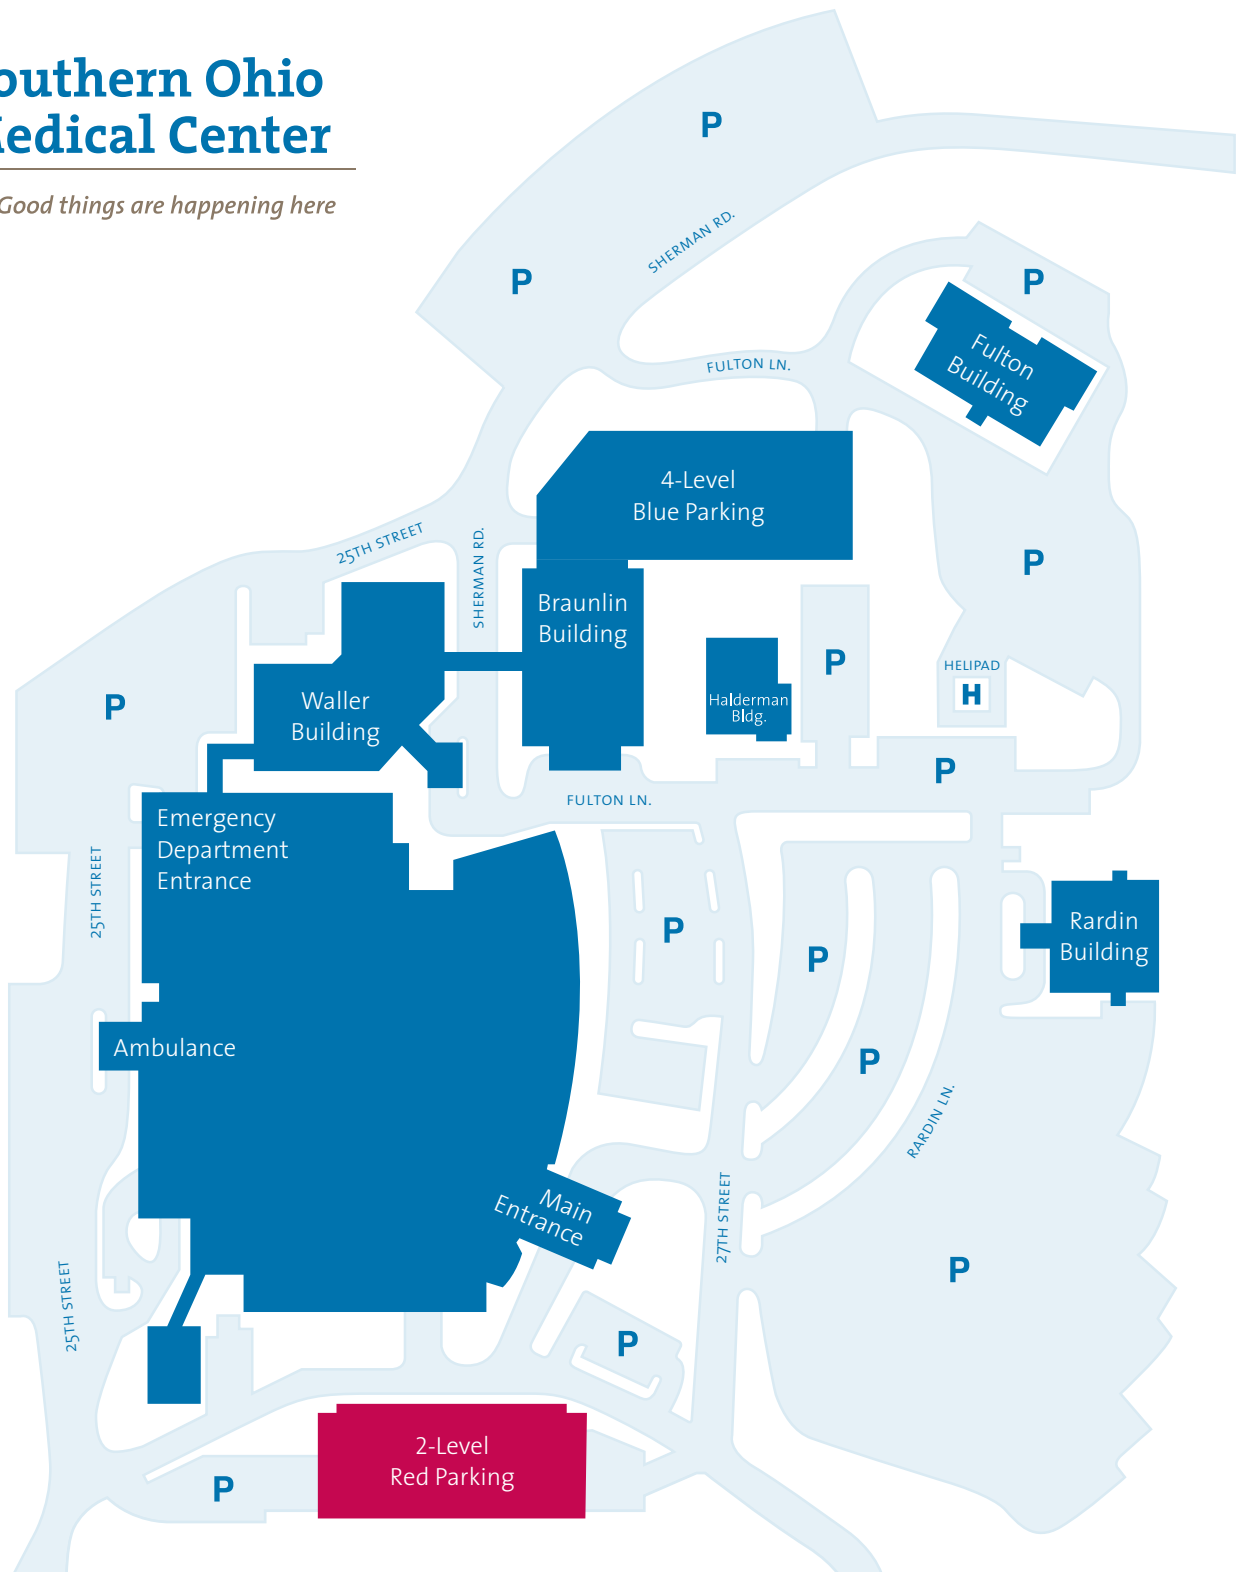 outhern Ohio
edical Center
Good things are happening here
P
SHERMAN RD.
P
P
Fulton
Building
FULTON LN.
4-Level
Blue Parking
25TH STREET
SHERMAN RD.
P
Braunlin
Building
P
HELIPAD
H
Halderman
Bldg.
Waller
Building
P
P
FULTON LN.
Emergency
Department
Entrance
25TH STREET
P
Rardin
Building
P
Ambulance
P
RARDIN LN.
Main
Entrance
27TH STREET
P
25TH STREET
P
2-Level
Red Parking
P